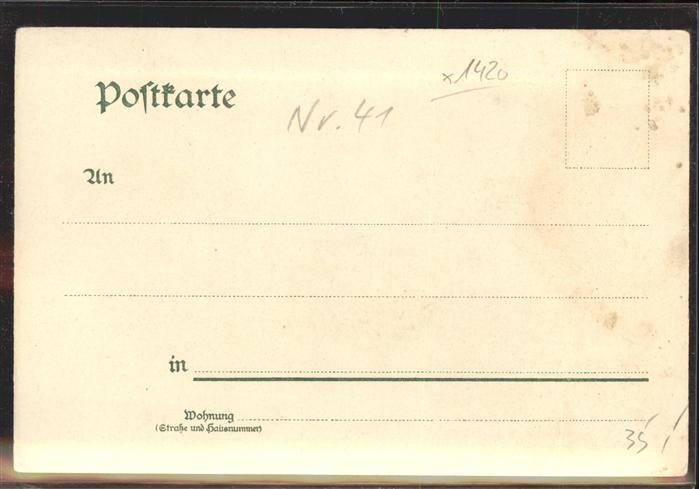 x1420
Postkarte
Nr. 41
An
in
Wohnung
(Straße und Hausnummer)
35